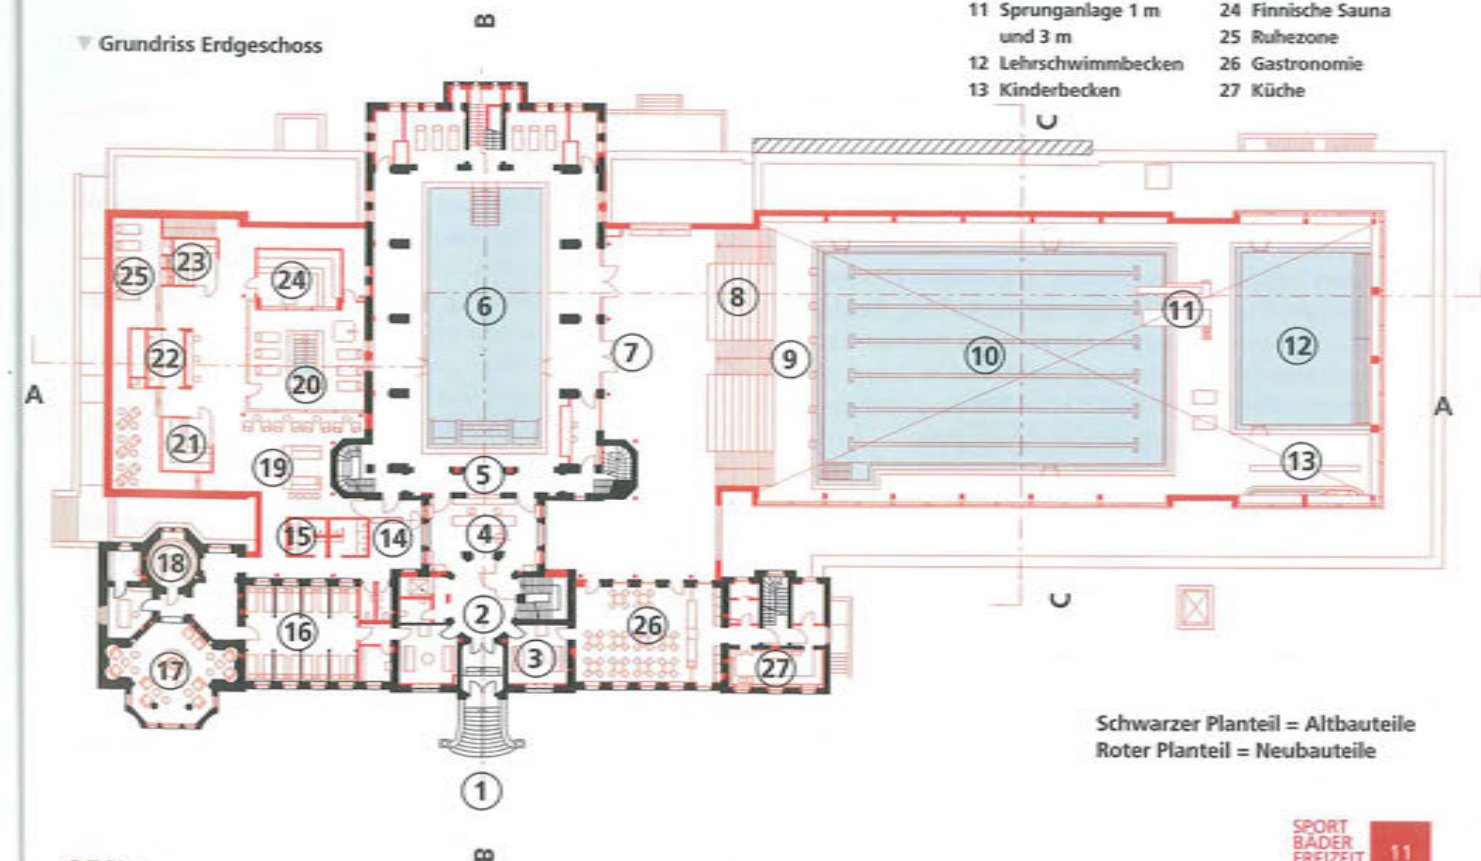 B
▼ Grundriss Erdgeschoss
11 Sprunganlage 1 m
und 3 m
12 Lehrschwimmbecken
13 Kinderbecken
24 Finnische Sauna
25 Ruhezone
26 Gastronomie
27 Küche
C
25
23
24
6
8
7
9
10
11
12
22
20
A
A
21
19
5
13
15
14
4
18
C
16
2
26
17
3
27
Schwarzer Planteil = Altbauteile
Roter Planteil = Neubauteile
1
B
SPORT
BÄDER
FREIZEIT
11